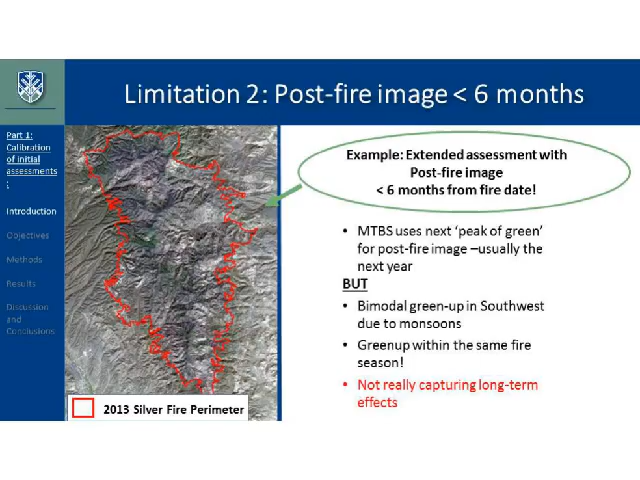 Limitation 2: Post-fire image < 6 months
Part 1:
Calibration
of initial
assessments
:
Introduction
Objectives
Methods
Results
Discussion
and
Conclusions
Example: Extended assessment with
Post-fire image
< 6 months from fire date!
• MTBS uses next ‘peak of green’
for post-fire image –usually the
next year
BUT
• Bimodal green-up in Southwest
due to monsoons
• Greenup within the same fire
season!
• Not really capturing long-term
effects
2013 Silver Fire Perimeter